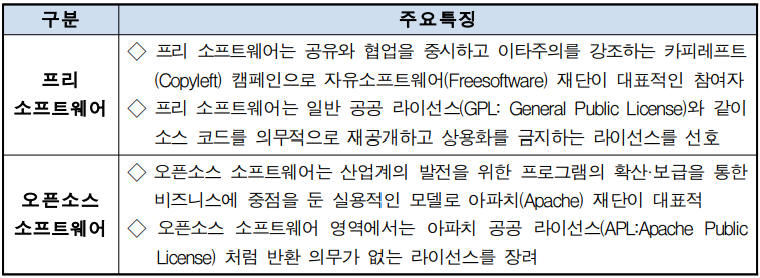 구분 주요특징
◇ 프리 소프트웨어는 공유와 협업을 중시하고 이타주의를 강조하는 카피레프트
(Copyleft) 캠페인으로 자유소프트웨어(Freesoftware) 재단이 대표적인 참여자
프리
소프트웨어
◇ 프리 소프트웨어는 일반 공공 라이선스(GPL: General Public License)와 같이
소스 코드를 의무적으로 재공개하고 상용화를 금지하는 라이선스를 선호
◇ 오픈소스 소프트웨어는 산업계의 발전을 위한 프로그램의 확산·보급을 통한
비즈니스에 중점을 둔 실용적인 모델로 아파치(Apache) 재단이 대표적
오픈소스
소프트웨어
◇ 오픈소스 소프트웨어 영역에서는 아파치 공공 라이선스(APL:Apache Public
License) 처럼 반환 의무가 없는 라이선스를 장려